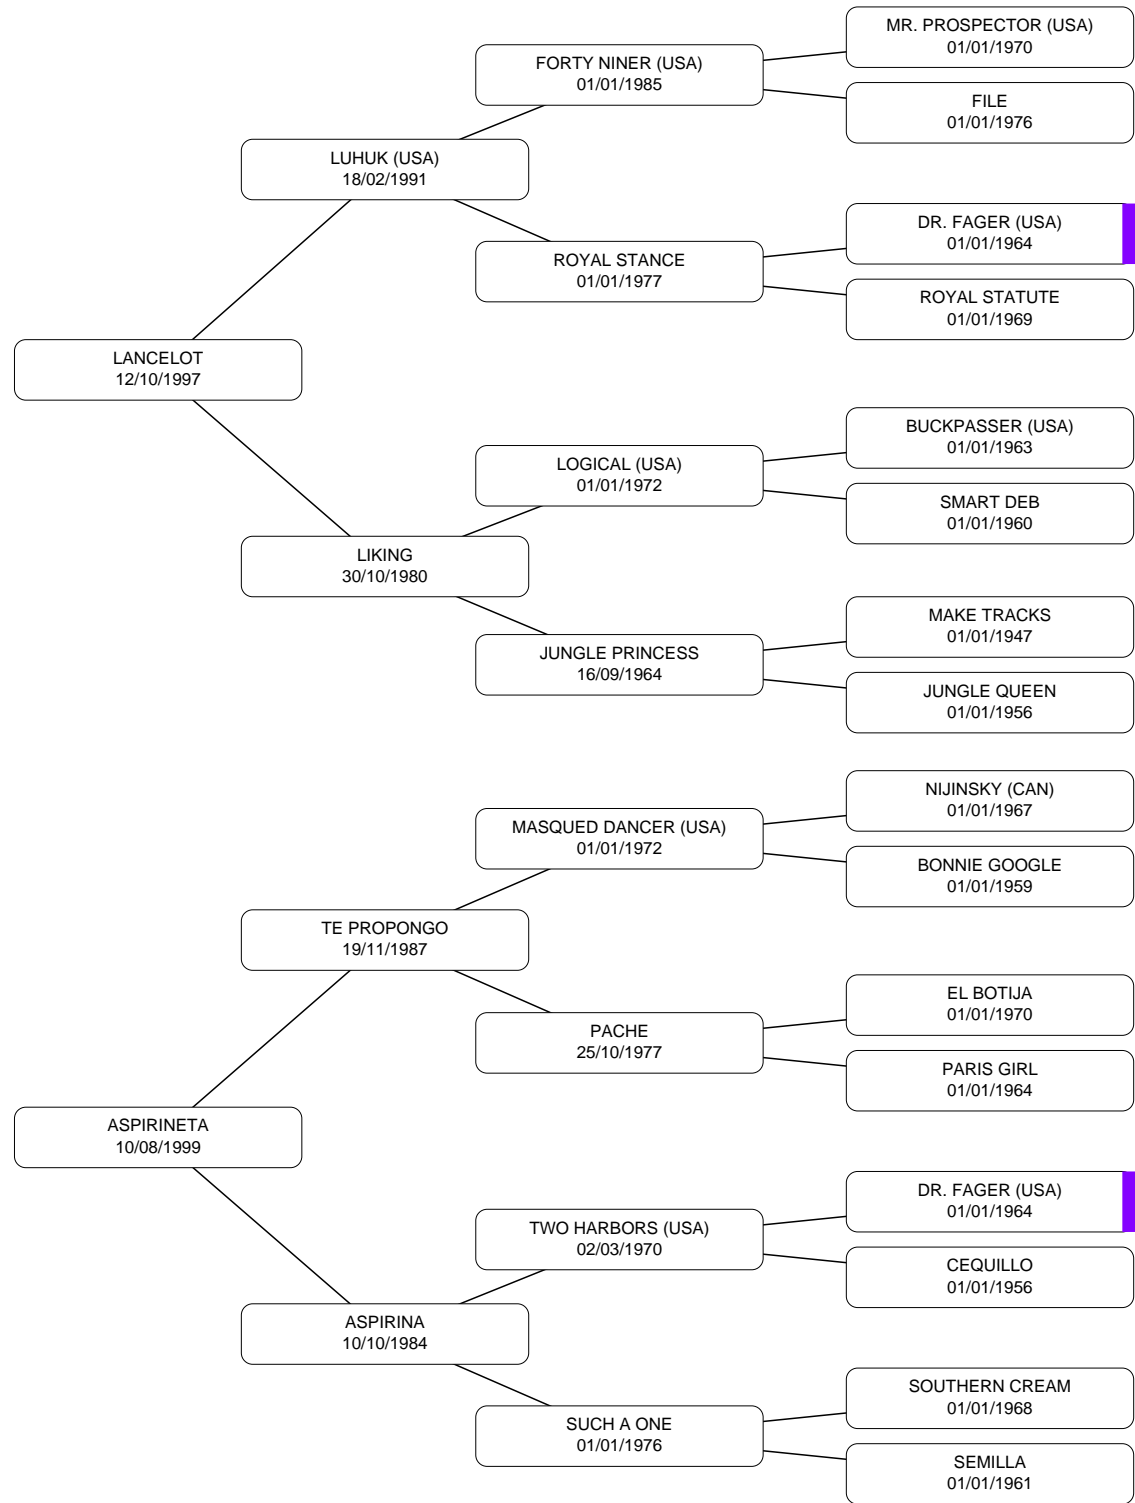 MR. PROSPECTOR (USA)
01/01/1970
FORTY NINER (USA)
01/01/1985
FILE
01/01/1976
LUHUK (USA)
18/02/1991
DR. FAGER (USA)
01/01/1964
ROYAL STANCE
01/01/1977
ROYAL STATUTE
01/01/1969
LANCELOT
12/10/1997
BUCKPASSER (USA)
01/01/1963
LOGICAL (USA)
01/01/1972
SMART DEB
01/01/1960
LIKING
30/10/1980
MAKE TRACKS
01/01/1947
JUNGLE PRINCESS
16/09/1964
JUNGLE QUEEN
01/01/1956
NIJINSKY (CAN)
01/01/1967
MASQUED DANCER (USA)
01/01/1972
BONNIE GOOGLE
01/01/1959
TE PROPONGO
19/11/1987
EL BOTIJA
01/01/1970
PACHE
25/10/1977
PARIS GIRL
01/01/1964
ASPIRINETA
10/08/1999
DR. FAGER (USA)
01/01/1964
TWO HARBORS (USA)
02/03/1970
CEQUILLO
01/01/1956
ASPIRINA
10/10/1984
SOUTHERN CREAM
01/01/1968
SUCH A ONE
01/01/1976
SEMILLA
01/01/1961